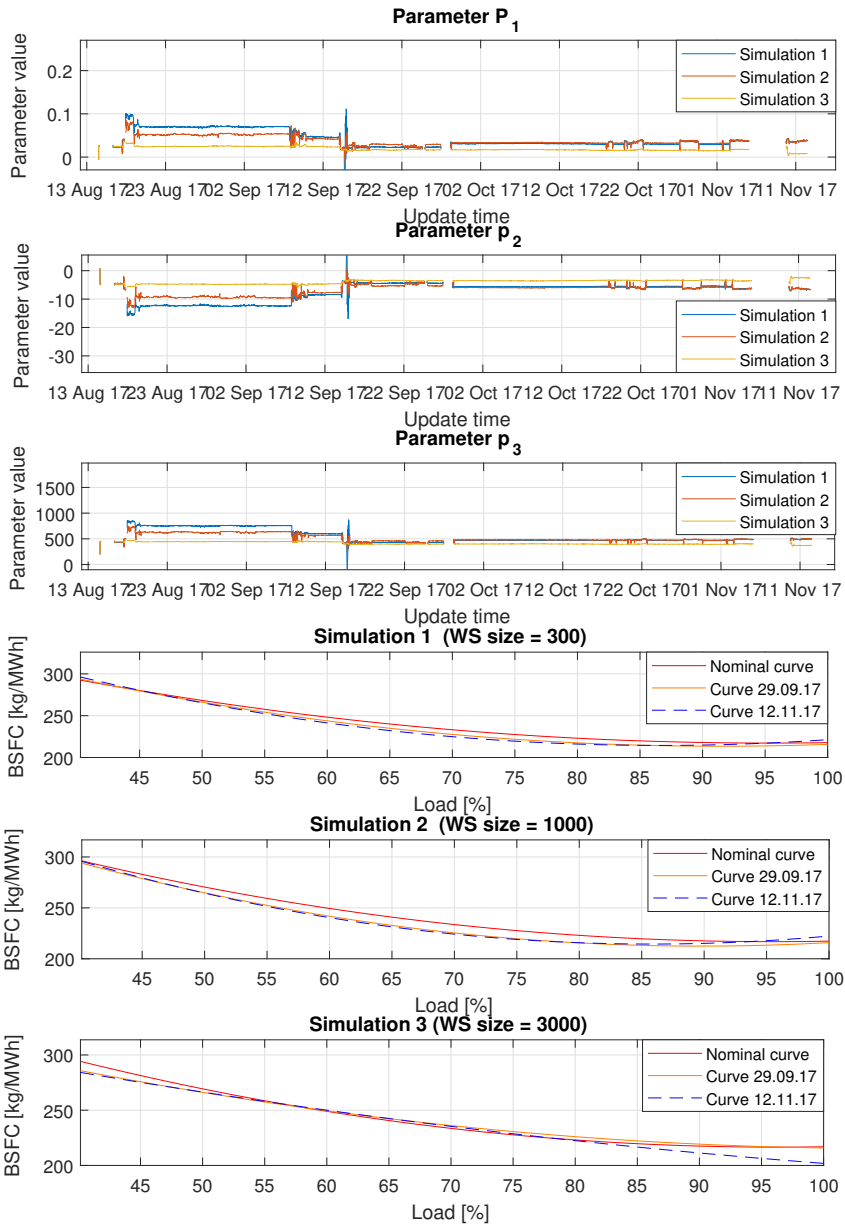 Parameter P1
Parameter value
0.2
0.1
0
Simulation 1
Simulation 2
Simulation 3
13 Aug 17 23 Aug 17 02 Sep 17 12 Sep 17 22 Sep 17 02 Oct 17 12 Oct 17 22 Oct 17 01 Nov 17 11 Nov 17
Update time
Parameter p2
Parameter value
0
-10
-20
-30
Simulation 1
Simulation 2
Simulation 3
13 Aug 17 23 Aug 17 02 Sep 17 12 Sep 17 22 Sep 17 02 Oct 17 12 Oct 17 22 Oct 17 01 Nov 17 11 Nov 17
Update time
Parameter p3
Parameter value
1500
1000
500
0
Simulation 1
Simulation 2
Simulation 3
13 Aug 17 23 Aug 17 02 Sep 17 12 Sep 17 22 Sep 17 02 Oct 17 12 Oct 17 22 Oct 17 01 Nov 17 11 Nov 17
Update time
Simulation 1 (WS size = 300)
BSFC [kg/MWh]
300
250
200
Nominal curve
Curve 29.09.17
Curve 12.11.17
45 50 55 60 65 70 75 80 85 90 95 100
Load [%]
Simulation 2 (WS size = 1000)
BSFC [kg/MWh]
300
250
200
Nominal curve
Curve 29.09.17
Curve 12.11.17
45 50 55 60 65 70 75 80 85 90 95 100
Load [%]
Simulation 3 (WS size = 3000)
BSFC [kg/MWh]
300
250
200
Nominal curve
Curve 29.09.17
Curve 12.11.17
45 50 55 60 65 70 75 80 85 90 95 100
Load [%]